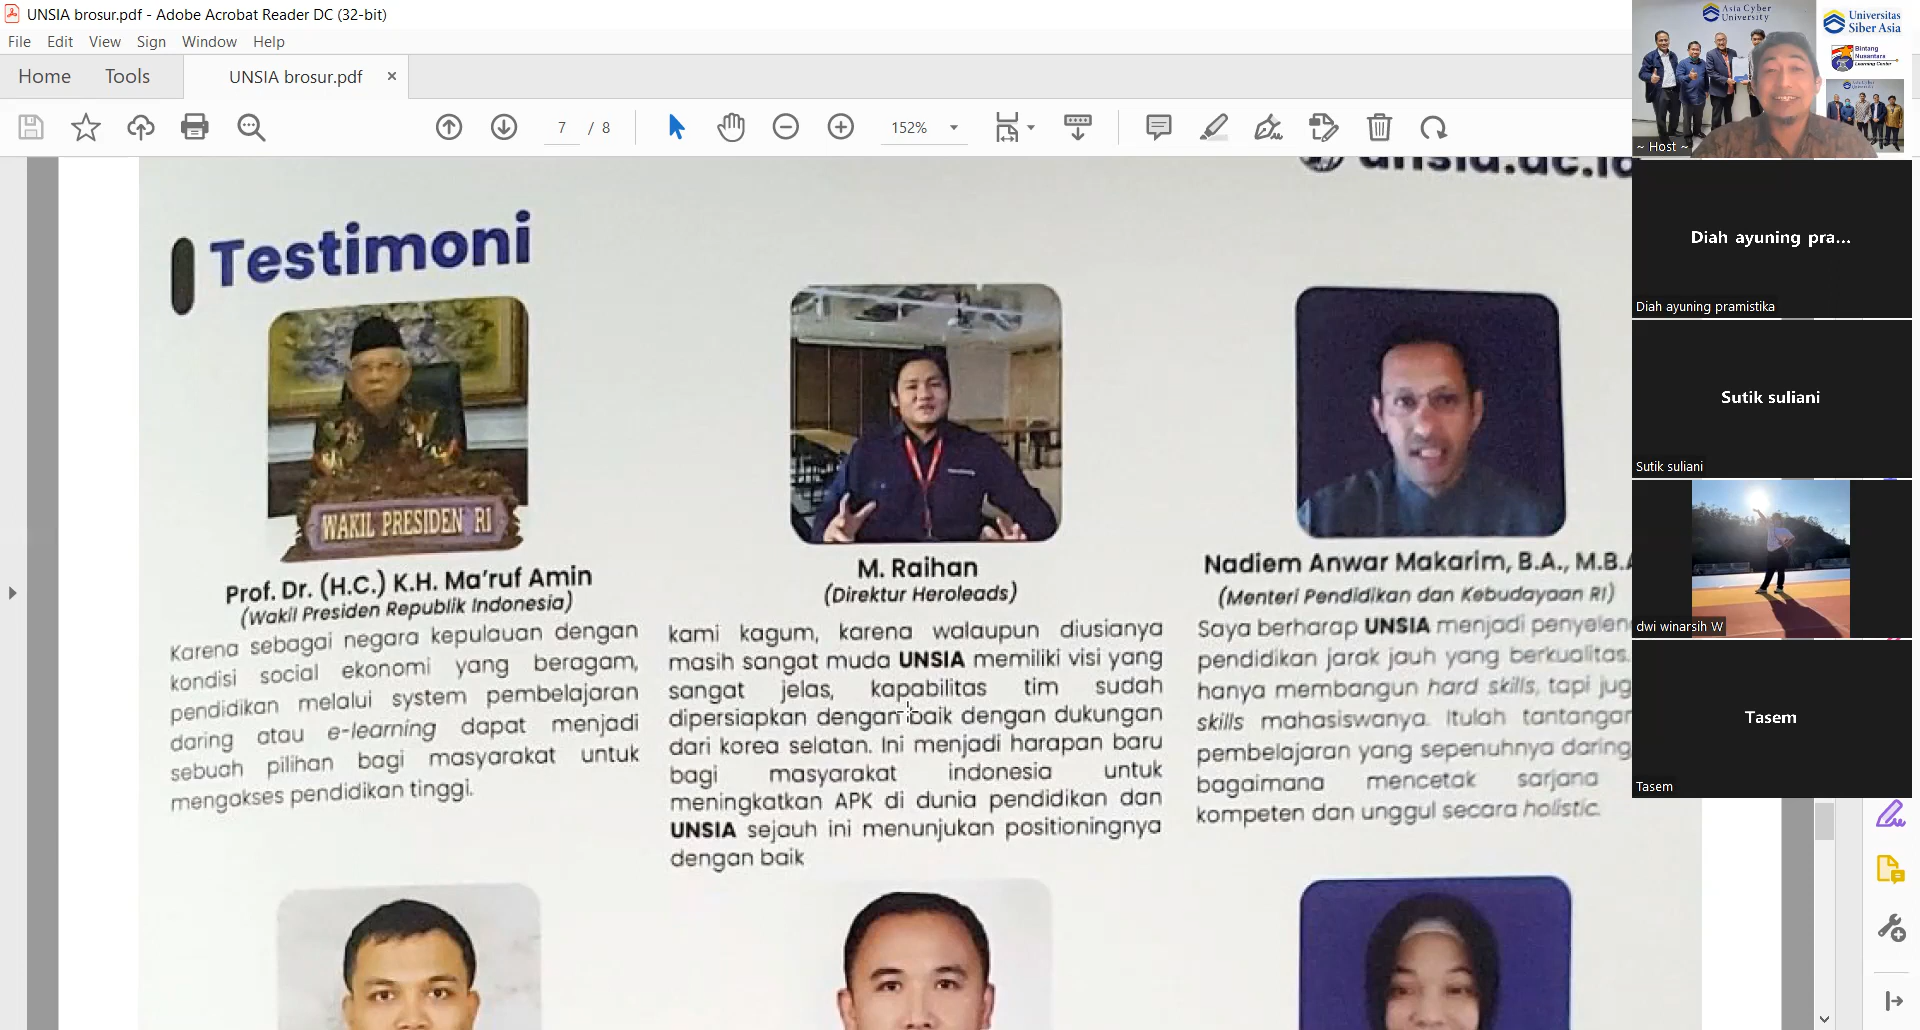 UNSIA brosur.pdf - Adobe Acrobat Reader DC (32-bit)
File Edit View Sign Window Help
Home Tools UNSIA brosur.pdf ×
7 / 8 152%
Testimoni
WAKIL PRESIDEN RI
Prof. Dr. (H.C.) K.H. Ma'ruf Amin
(Wakil Presiden Republik Indonesia)
Karena sebagai negara kepulauan dengan
kondisi social ekonomi yang beragam,
pendidikan melalui system pembelajaran
daring atau e-learning dapat menjadi
sebuah pilihan bagi masyarakat untuk
mengakses pendidikan tinggi.
M. Raihan
(Direktur Heroleads)
kami kagum, karena walaupun diusianya
masih sangat muda UNSIA memiliki visi yang
sangat jelas, kapabilitas tim sudah
dipersiapkan dengan baik dengan dukungan
dari korea selatan. Ini menjadi harapan baru
bagi masyarakat indonesia untuk
meningkatkan APK di dunia pendidikan dan
UNSIA sejauh ini menunjukan positioningnya
dengan baik
Nadiem Anwar Makarim, B.A., M.B.
(Menteri Pendidikan dan Kebudayaan RI)
Saya berharap UNSIA menjadi
pendidikan jarak jauh yang berkualitas.
hanya membangun hard skills, tapi
skills mahasiswanya. Itulah
pembelajaran yang sepenuhnya daring
bagaimana mencetak sarjana
kompeten dan unggul secara holistic.
Asia Cyber
University
Universitas
Siber Asia
Bintang
Nusantara
Learning Center
~ Host ~
Diah ayuning pra...
Diah ayuning pramistika
Sutik suliani
Sutik suliani
dwi winarsih W
Tasem
Tasem